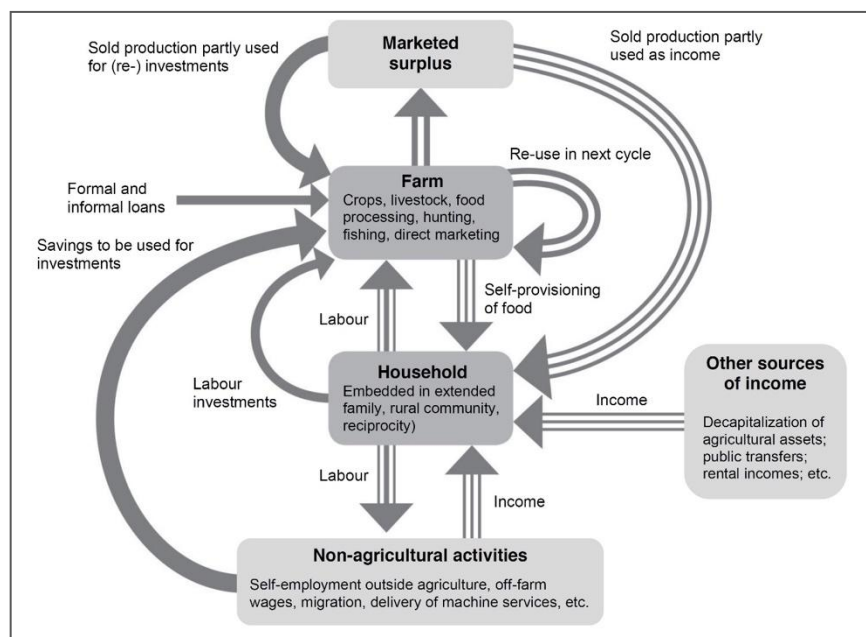 Sold production partly used
for (re-) investments
Marketed
surplus
Sold production partly
used as income
Re-use in next cycle
Formal and
informal loans
Farm
Crops, livestock, food
processing, hunting,
fishing, direct marketing
Savings to be used for
investments
Labour
Self-provisioning
of food
Labour
investments
Household
Embedded in extended
family, rural community,
reciprocity)
Income
Other sources
of income
Decapitalization of
agricultural assets;
public transfers;
rental incomes; etc.
Labour
Income
Non-agricultural activities
Self-employment outside agriculture, off-farm
wages, migration, delivery of machine services, etc.